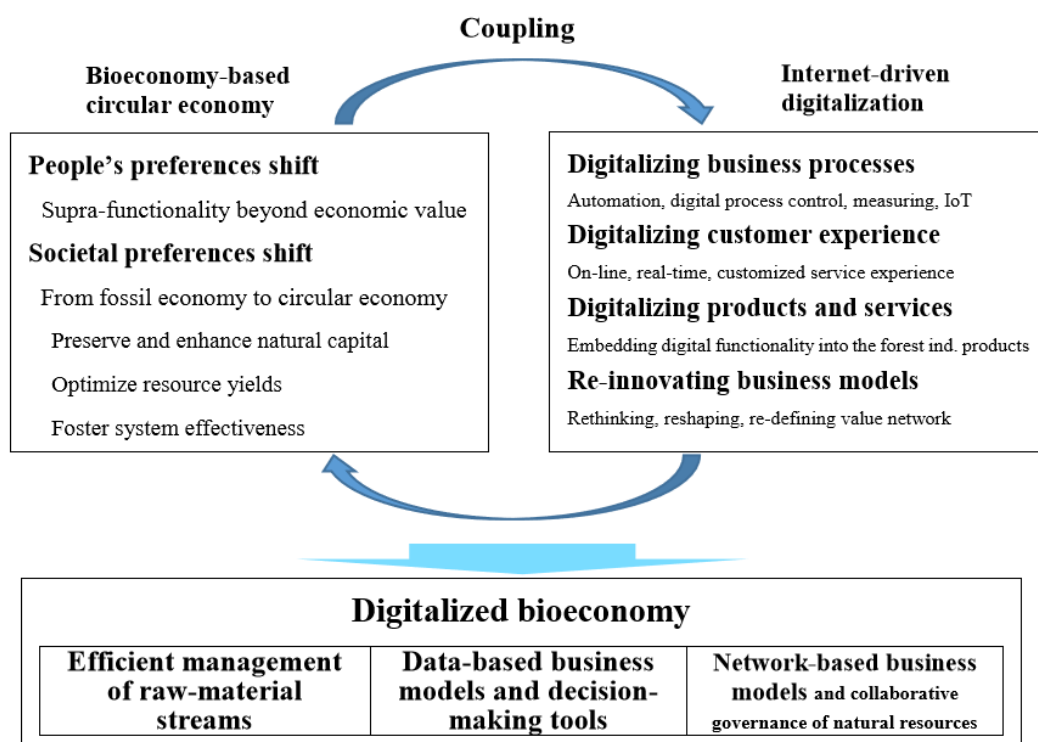 Coupling
Bioeconomy-based
circular economy
Internet-driven
digitalization
People’s preferences shift
Supra-functionality beyond economic value
Societal preferences shift
From fossil economy to circular economy
Preserve and enhance natural capital
Optimize resource yields
Foster system effectiveness
Digitalizing business processes
Automation, digital process control, measuring, IoT
Digitalizing customer experience
On-line, real-time, customized service experience
Digitalizing products and services
Embedding digital functionality into the forest ind. products
Re-innovating business models
Rethinking, reshaping, re-defining value network
Digitalized bioeconomy
Efficient management
of raw-material
streams
Data-based business
models and decision-
making tools
Network-based business
models and collaborative
governance of natural resources